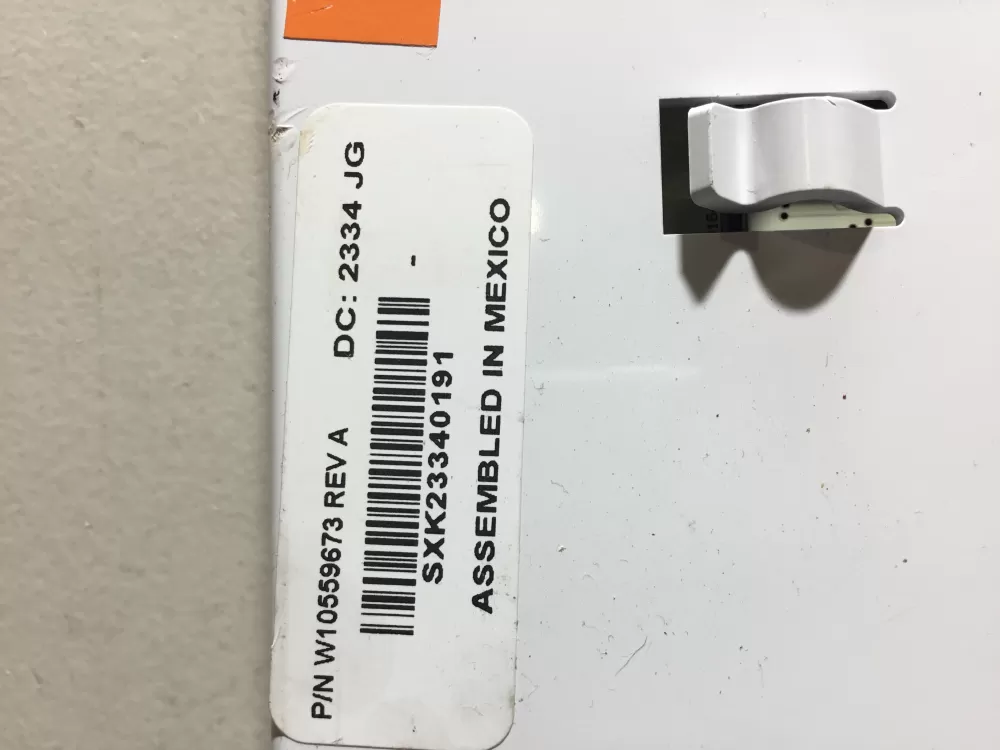 P/N W10559673 REV A DC: 2334 JG
-
SXK23340191
ASSEMBLED IN MEXICO